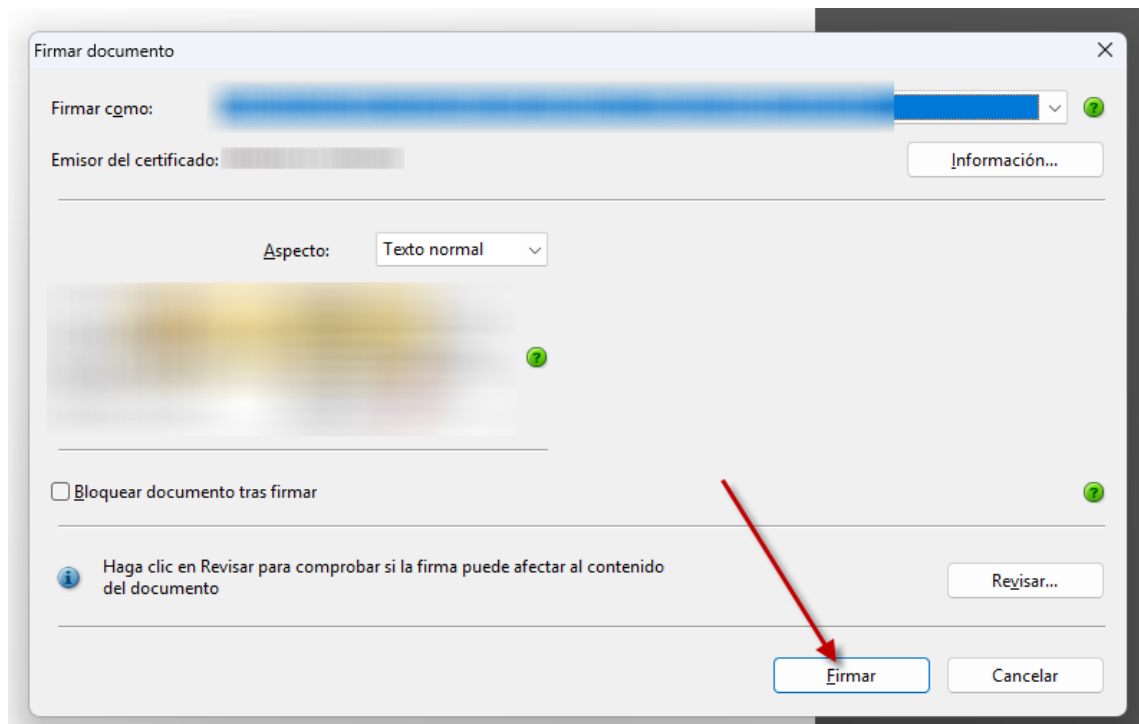 Firmar documento
Firmar como:
Emisor del certificado:
Información...
Aspecto: Texto normal
Bloquear documento tras firmar
Haga clic en Revisar para comprobar si la firma puede afectar al contenido
del documento
Revisar...
Firmar Cancelar